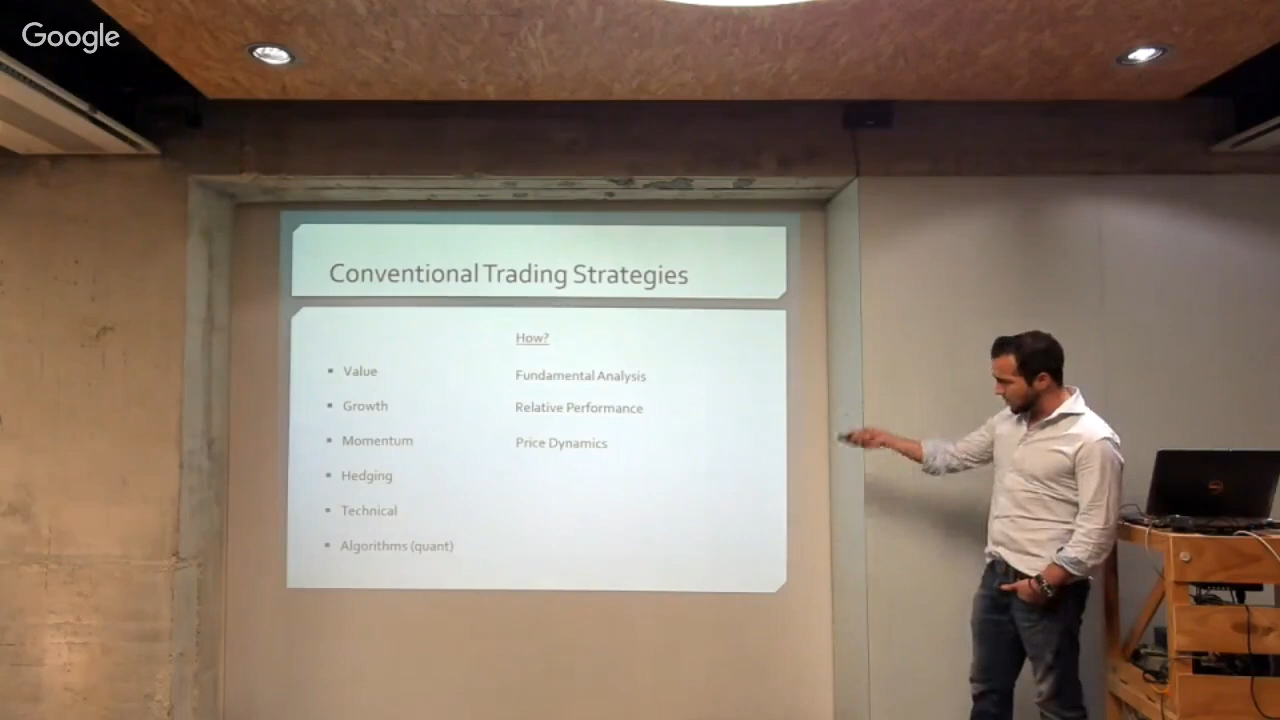 Google
Conventional Trading Strategies
How?
▪ Value Fundamental Analysis
▪ Growth Relative Performance
▪ Momentum Price Dynamics
▪ Hedging
▪ Technical
▪ Algorithms (quant)